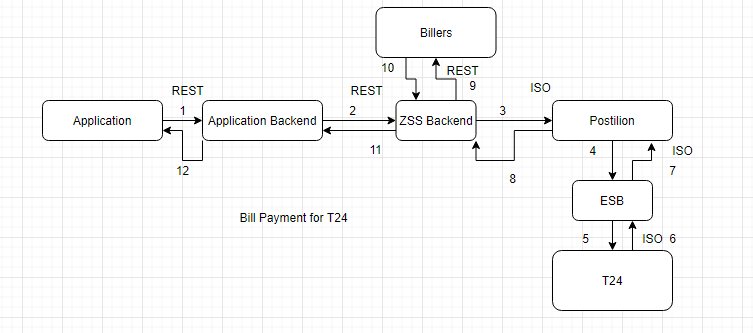 Billers
10
REST
9
REST
REST
ISO
1
2
3
Application
Application Backend
ZSS Backend
Postilion
12
11
8
4
ISO
7
ESB
Bill Payment for T24
5
ISO 6
T24